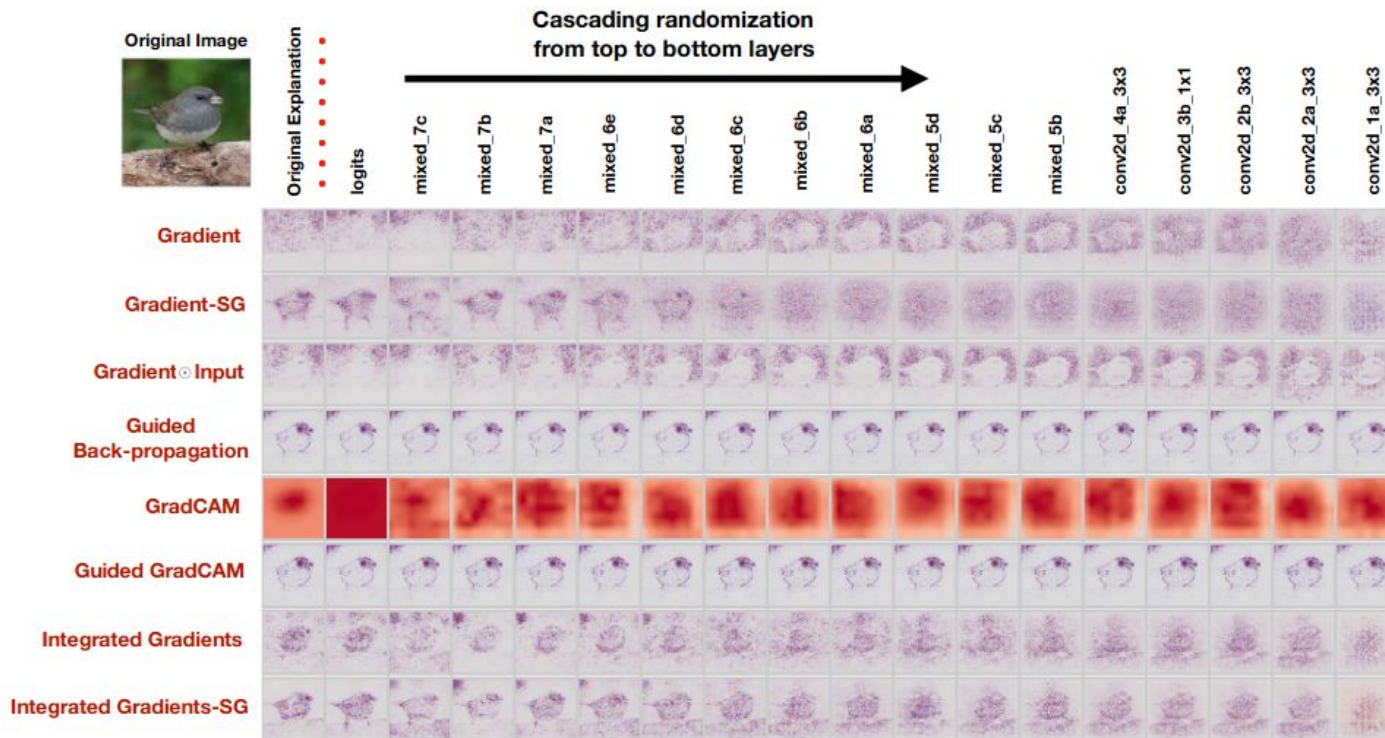 Cascading randomization
from top to bottom layers
Original Image
Original Explanation
logits
mixed_7c
mixed_7b
mixed_7a
mixed_6e
mixed_6d
mixed_6c
mixed_6b
mixed_6a
mixed_5d
mixed_5c
mixed_5b
conv2d_4a_3x3
conv2d_3b_1x1
conv2d_2b_3x3
conv2d_2a_3x3
conv2d_1a_3x3
Gradient
Gradient-SG
Gradient⊙Input
Guided
Back-propagation
GradCAM
Guided GradCAM
Integrated Gradients
Integrated Gradients-SG